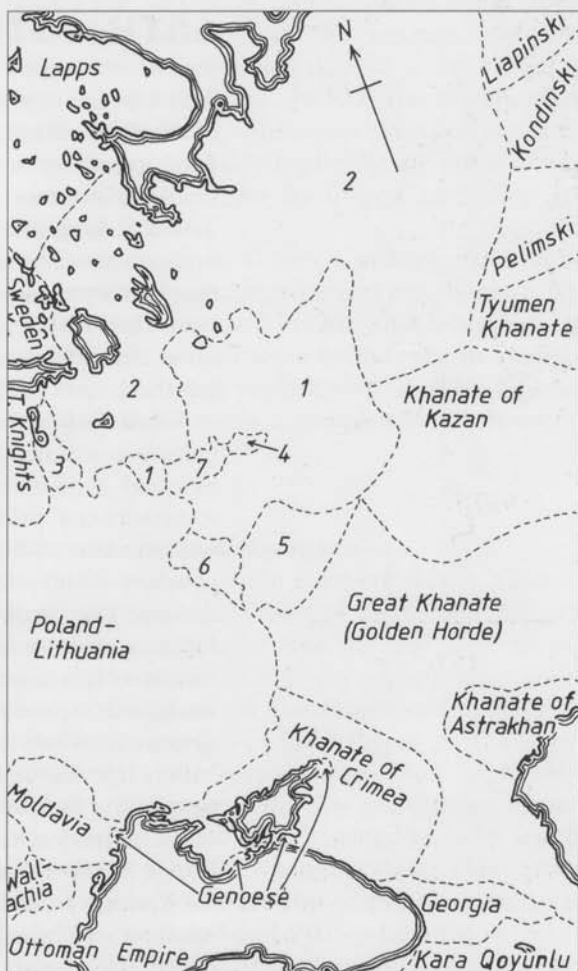 Lapps
N
Liapinski
Kondinski
2
Pelimski
Tyumen
Khanate
Sweden
2
1
Khanate of
Kazan
T. Knights
4
3
1
7
5
6
Great Khanate
(Golden Horde)
Poland-
Lithuania
Khanate of
Astrakhan
Khanate of
Crimea
Moldavia
Wall-
achia
Genoese
Georgia
Ottoman Empire
Kara Qoyunlu